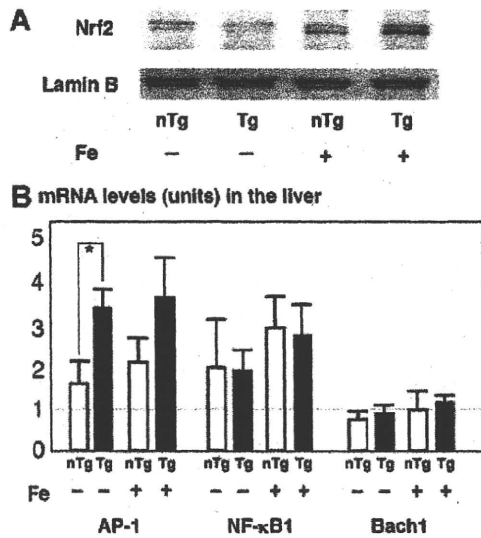 A
Nrf2
Lamin B
nTg Tg nTg Tg
Fe − − + +
B mRNA levels (units) in the liver
5
4
3
2
1
0
*
nTg Tg nTg Tg nTg Tg nTg Tg nTg Tg nTg Tg
Fe − − + + − − + + − − + +
AP-1 NF-κB1 Bach1